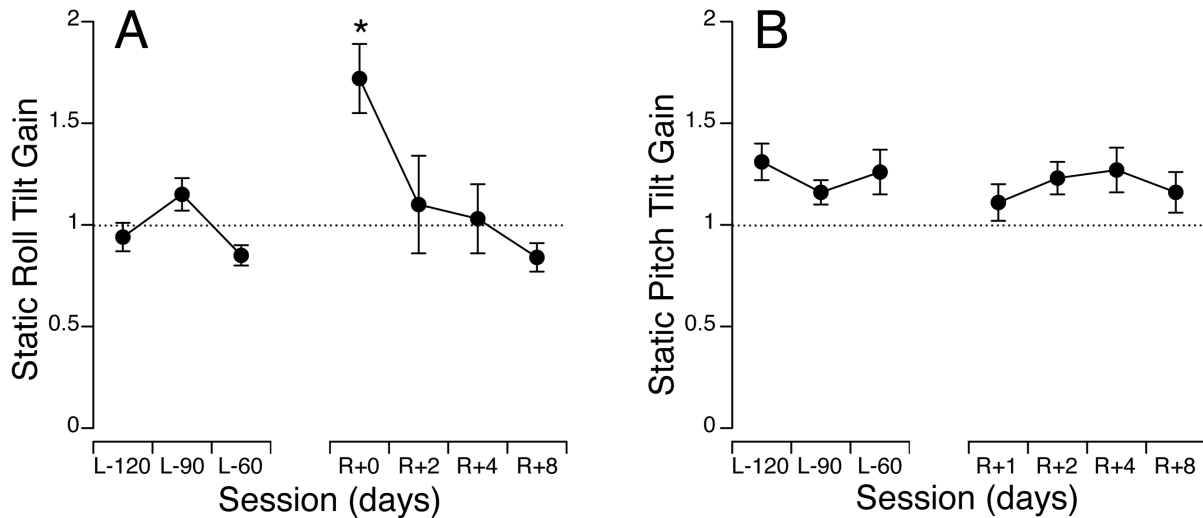 A
*
Static Roll Tilt Gain
2
1.5
1
0.5
0
L-120 L-90 L-60 R+0 R+2 R+4 R+8
Session (days)
B
Static Pitch Tilt Gain
2
1.5
1
0.5
0
L-120 L-90 L-60 R+1 R+2 R+4 R+8
Session (days)